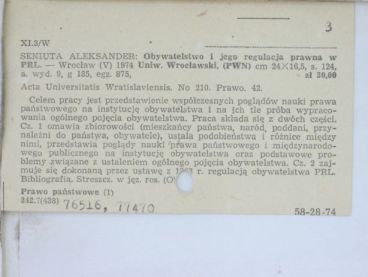 3
XI.3/W
SENIUTA ALEKSANDER: Obywatelstwo i jego regulacja prawna w
PRL. — Wrocław (V) 1974 Uniw. Wrocławski, (PWN) cm 24×16,5, s. 124,
a. wyd. 9, g 185, egz. 875, zł 30,00
Acta Universitatis Wratislaviensis. No 210. Prawo. 42.
Celem pracy jest przedstawienie współczesnych poglądów nauki prawa
państwowego na instytucję obywatelstwa i na ich tle próba wypraco-
wania ogólnego pojęcia obywatelstwa. Praca składa się z dwóch części.
Cz. 1 omawia zbiorowości (mieszkańcy państwa, naród, poddani, przy-
należni do państwa, obywatele), ustala podobieństwa i różnice między
nimi, przedstawia poglądy nauki prawa państwowego i międzynarodo-
wego publicznego na instytucję obywatelstwa oraz podstawowe pro-
blemy związane z ustaleniem ogólnego pojęcia obywatelstwa. Cz. 2 zaj-
muje się dokonaną przez ustawę z r. regulacją obywatelstwa PRL.
Bibliografia. Streszcz. w jęz. ros.
Prawo państwowe (1)
342.7(438) 76516, 77470
58-28-74